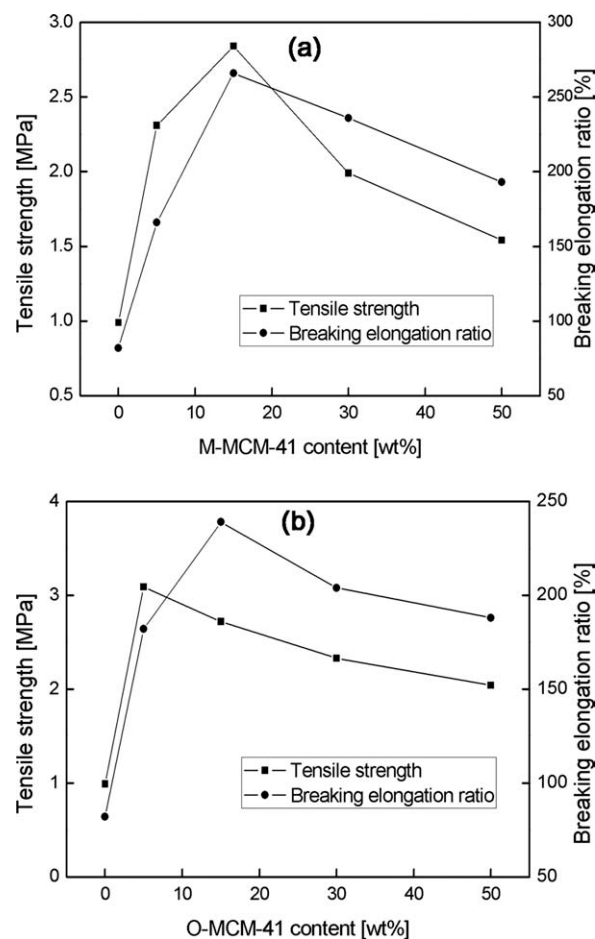 (a)
Tensile strength [MPa]
3.0
2.5
2.0
1.5
1.0
0.5
Breaking elongation ratio [%]
300
250
200
150
100
50
Tensile strength
Breaking elongation ratio
0 10 20 30 40 50
M-MCM-41 content [wt%]
(b)
Tensile strength [MPa]
4
3
2
1
0
Breaking elongation ratio [%]
250
200
150
100
50
Tensile strength
Breaking elongation ratio
0 10 20 30 40 50
O-MCM-41 content [wt%]